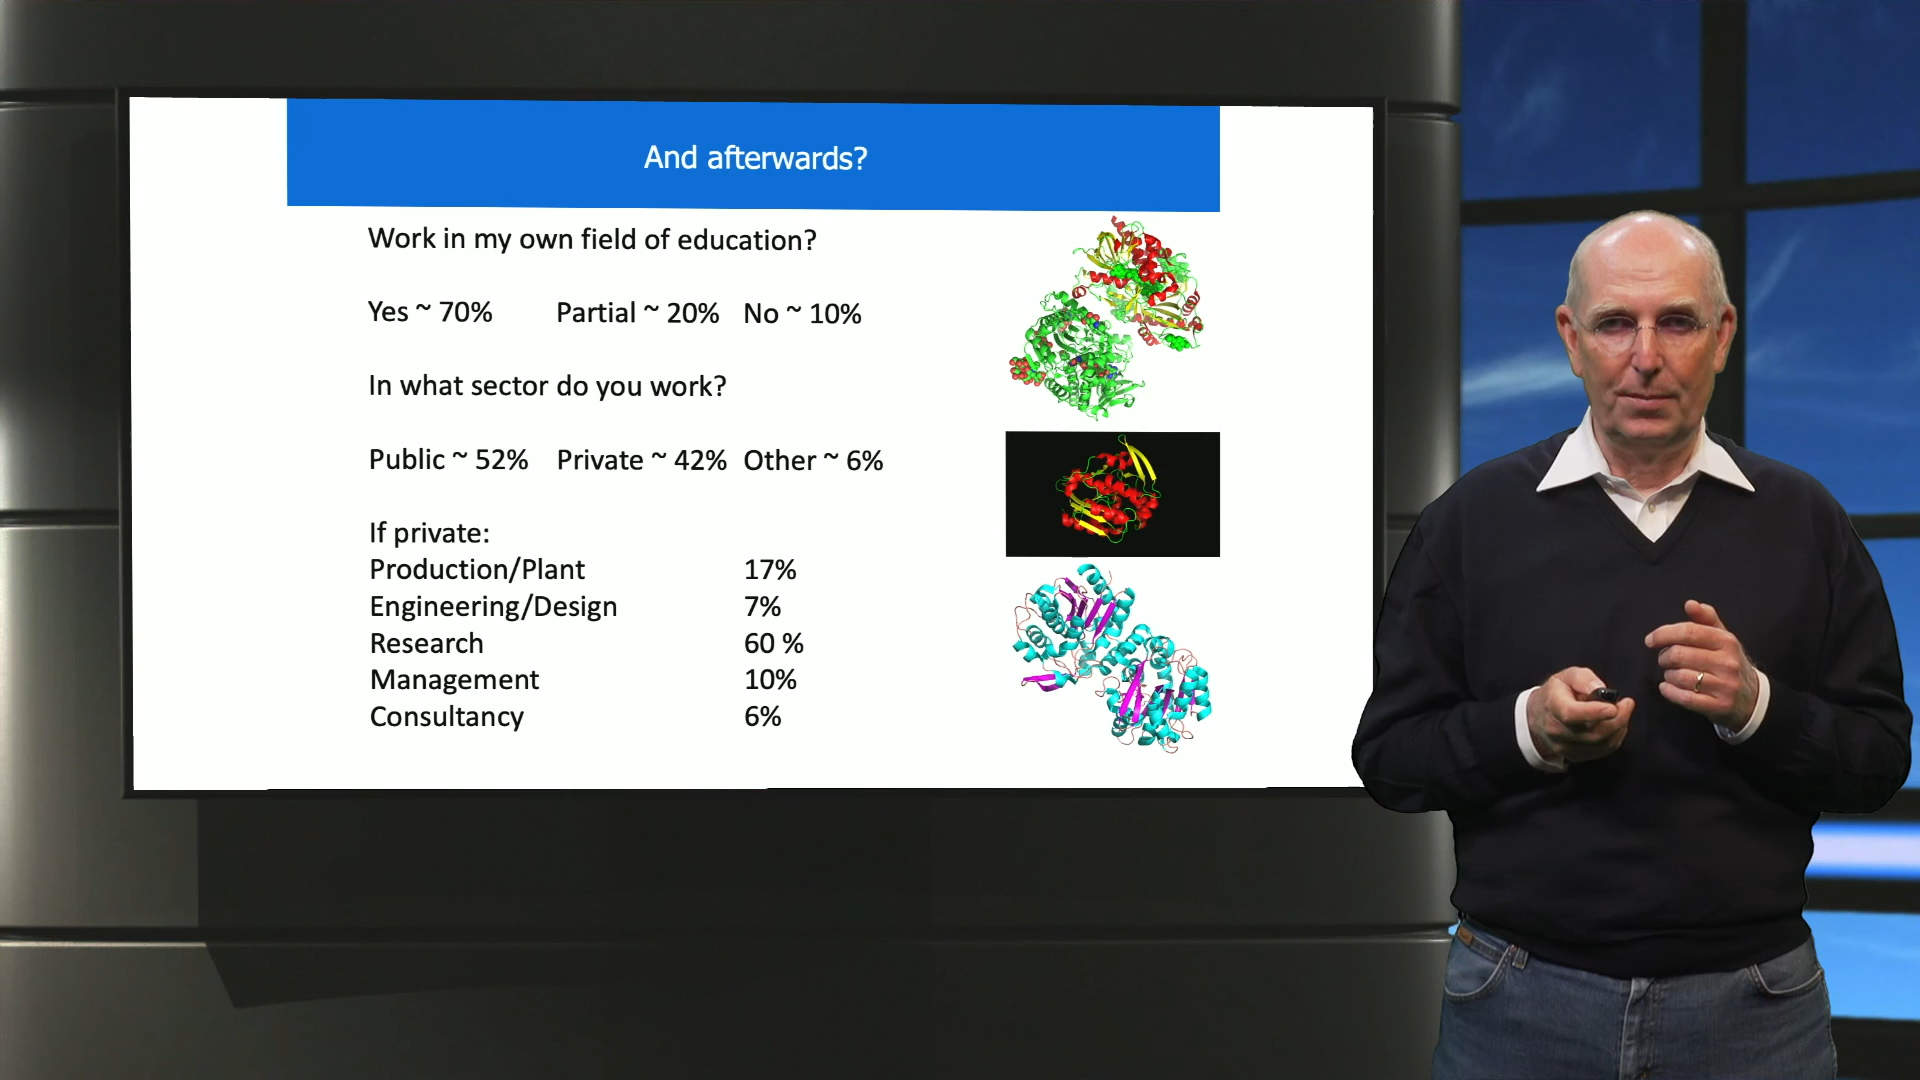 And afterwards?
Work in my own field of education?
Yes ~ 70% Partial ~ 20% No ~ 10%
In what sector do you work?
Public ~ 52% Private ~ 42% Other ~ 6%
If private:
Production/Plant 17%
Engineering/Design 7%
Research 60 %
Management 10%
Consultancy 6%